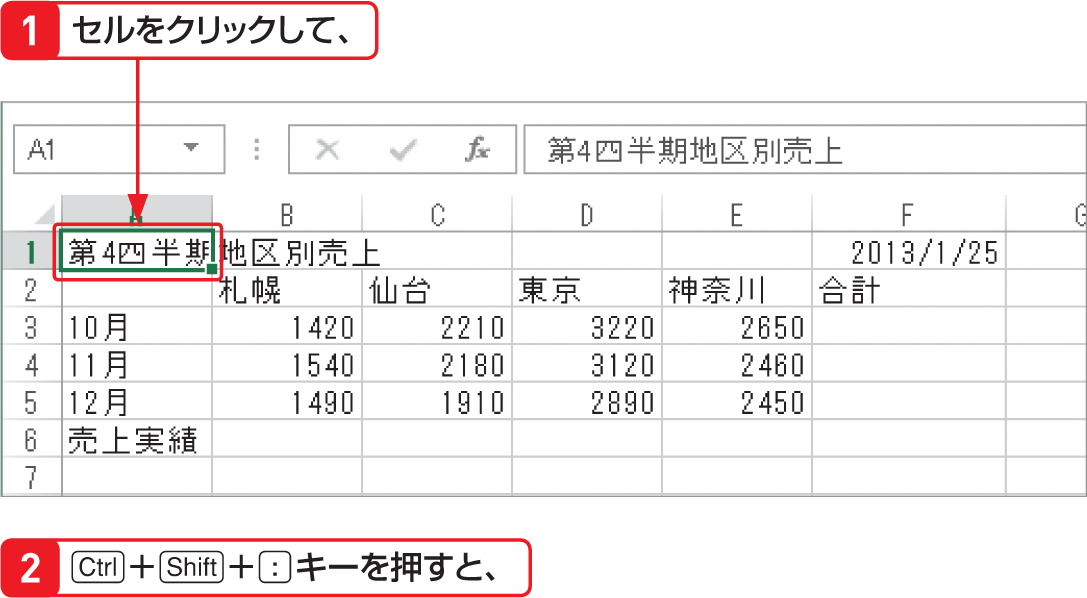 1 セルをクリックして、
A1 fx 第4四半期地区別売上
A B C D E F G
1 第4四半期地区別売上 2013/1/25
2 札幌 仙台 東京 神奈川 合計
3 10月 1420 2210 3220 2650
4 11月 1540 2180 3120 2460
5 12月 1490 1910 2890 2450
6 売上実績
7
2 Ctrl+Shift+:キーを押すと、